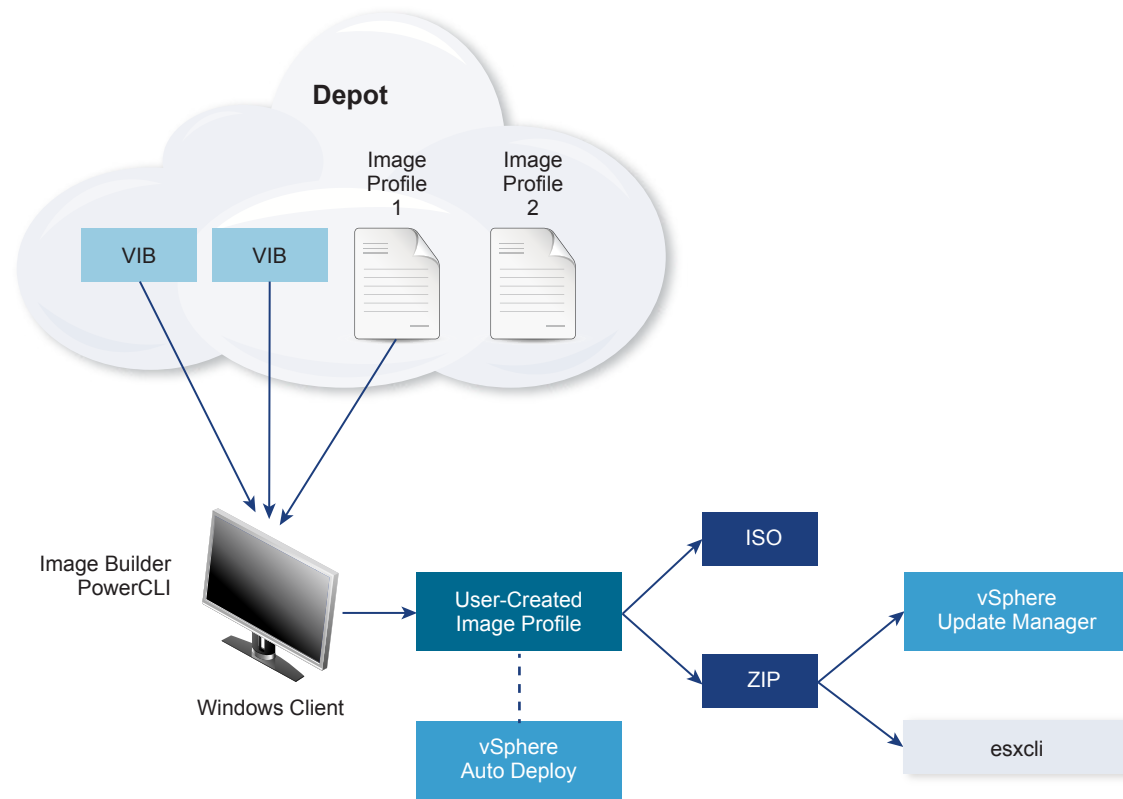 Depot
Image
Profile
1
Image
Profile
2
VIB
VIB
Image Builder
PowerCLI
Windows Client
User-Created
Image Profile
vSphere
Auto Deploy
ISO
ZIP
vSphere
Update Manager
esxcli